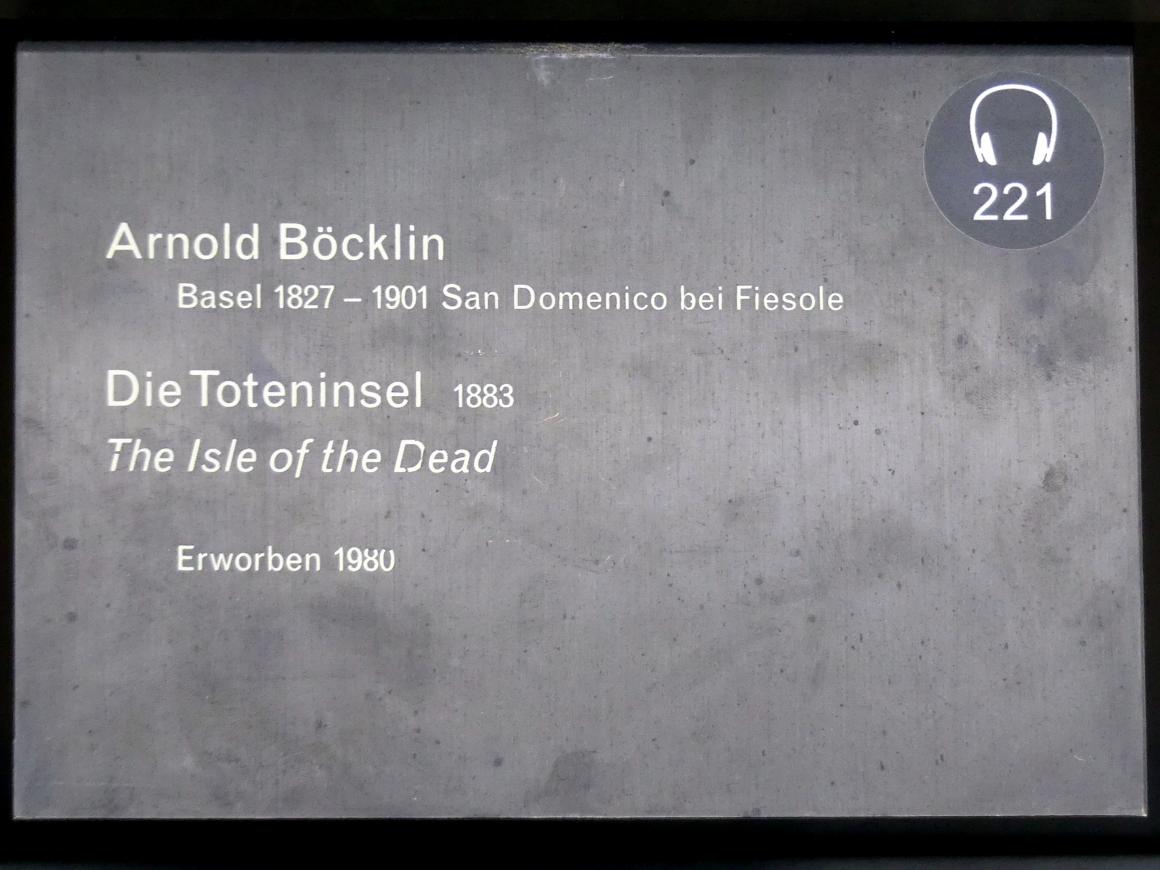 221
Arnold Böcklin
Basel 1827 – 1901 San Domenico bei Fiesole
Die Toteninsel 1883
The Isle of the Dead
Erworben 1980